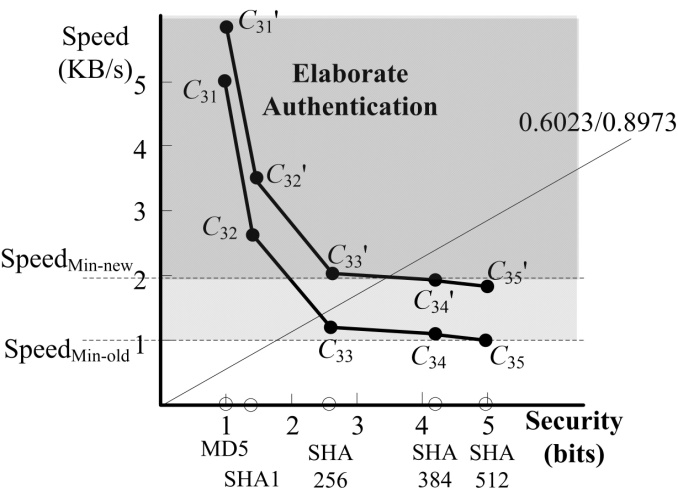 Speed
(KB/s)
C31'
C31
Elaborate
Authentication
0.6023/0.8973
5
4
3
2
1
C32'
C32
SpeedMin-new
C33'
C34'
C35'
SpeedMin-old
C33
C34
C35
1 2 3 4 5
Security
(bits)
MD5
SHA1
SHA
256
SHA
384
SHA
512